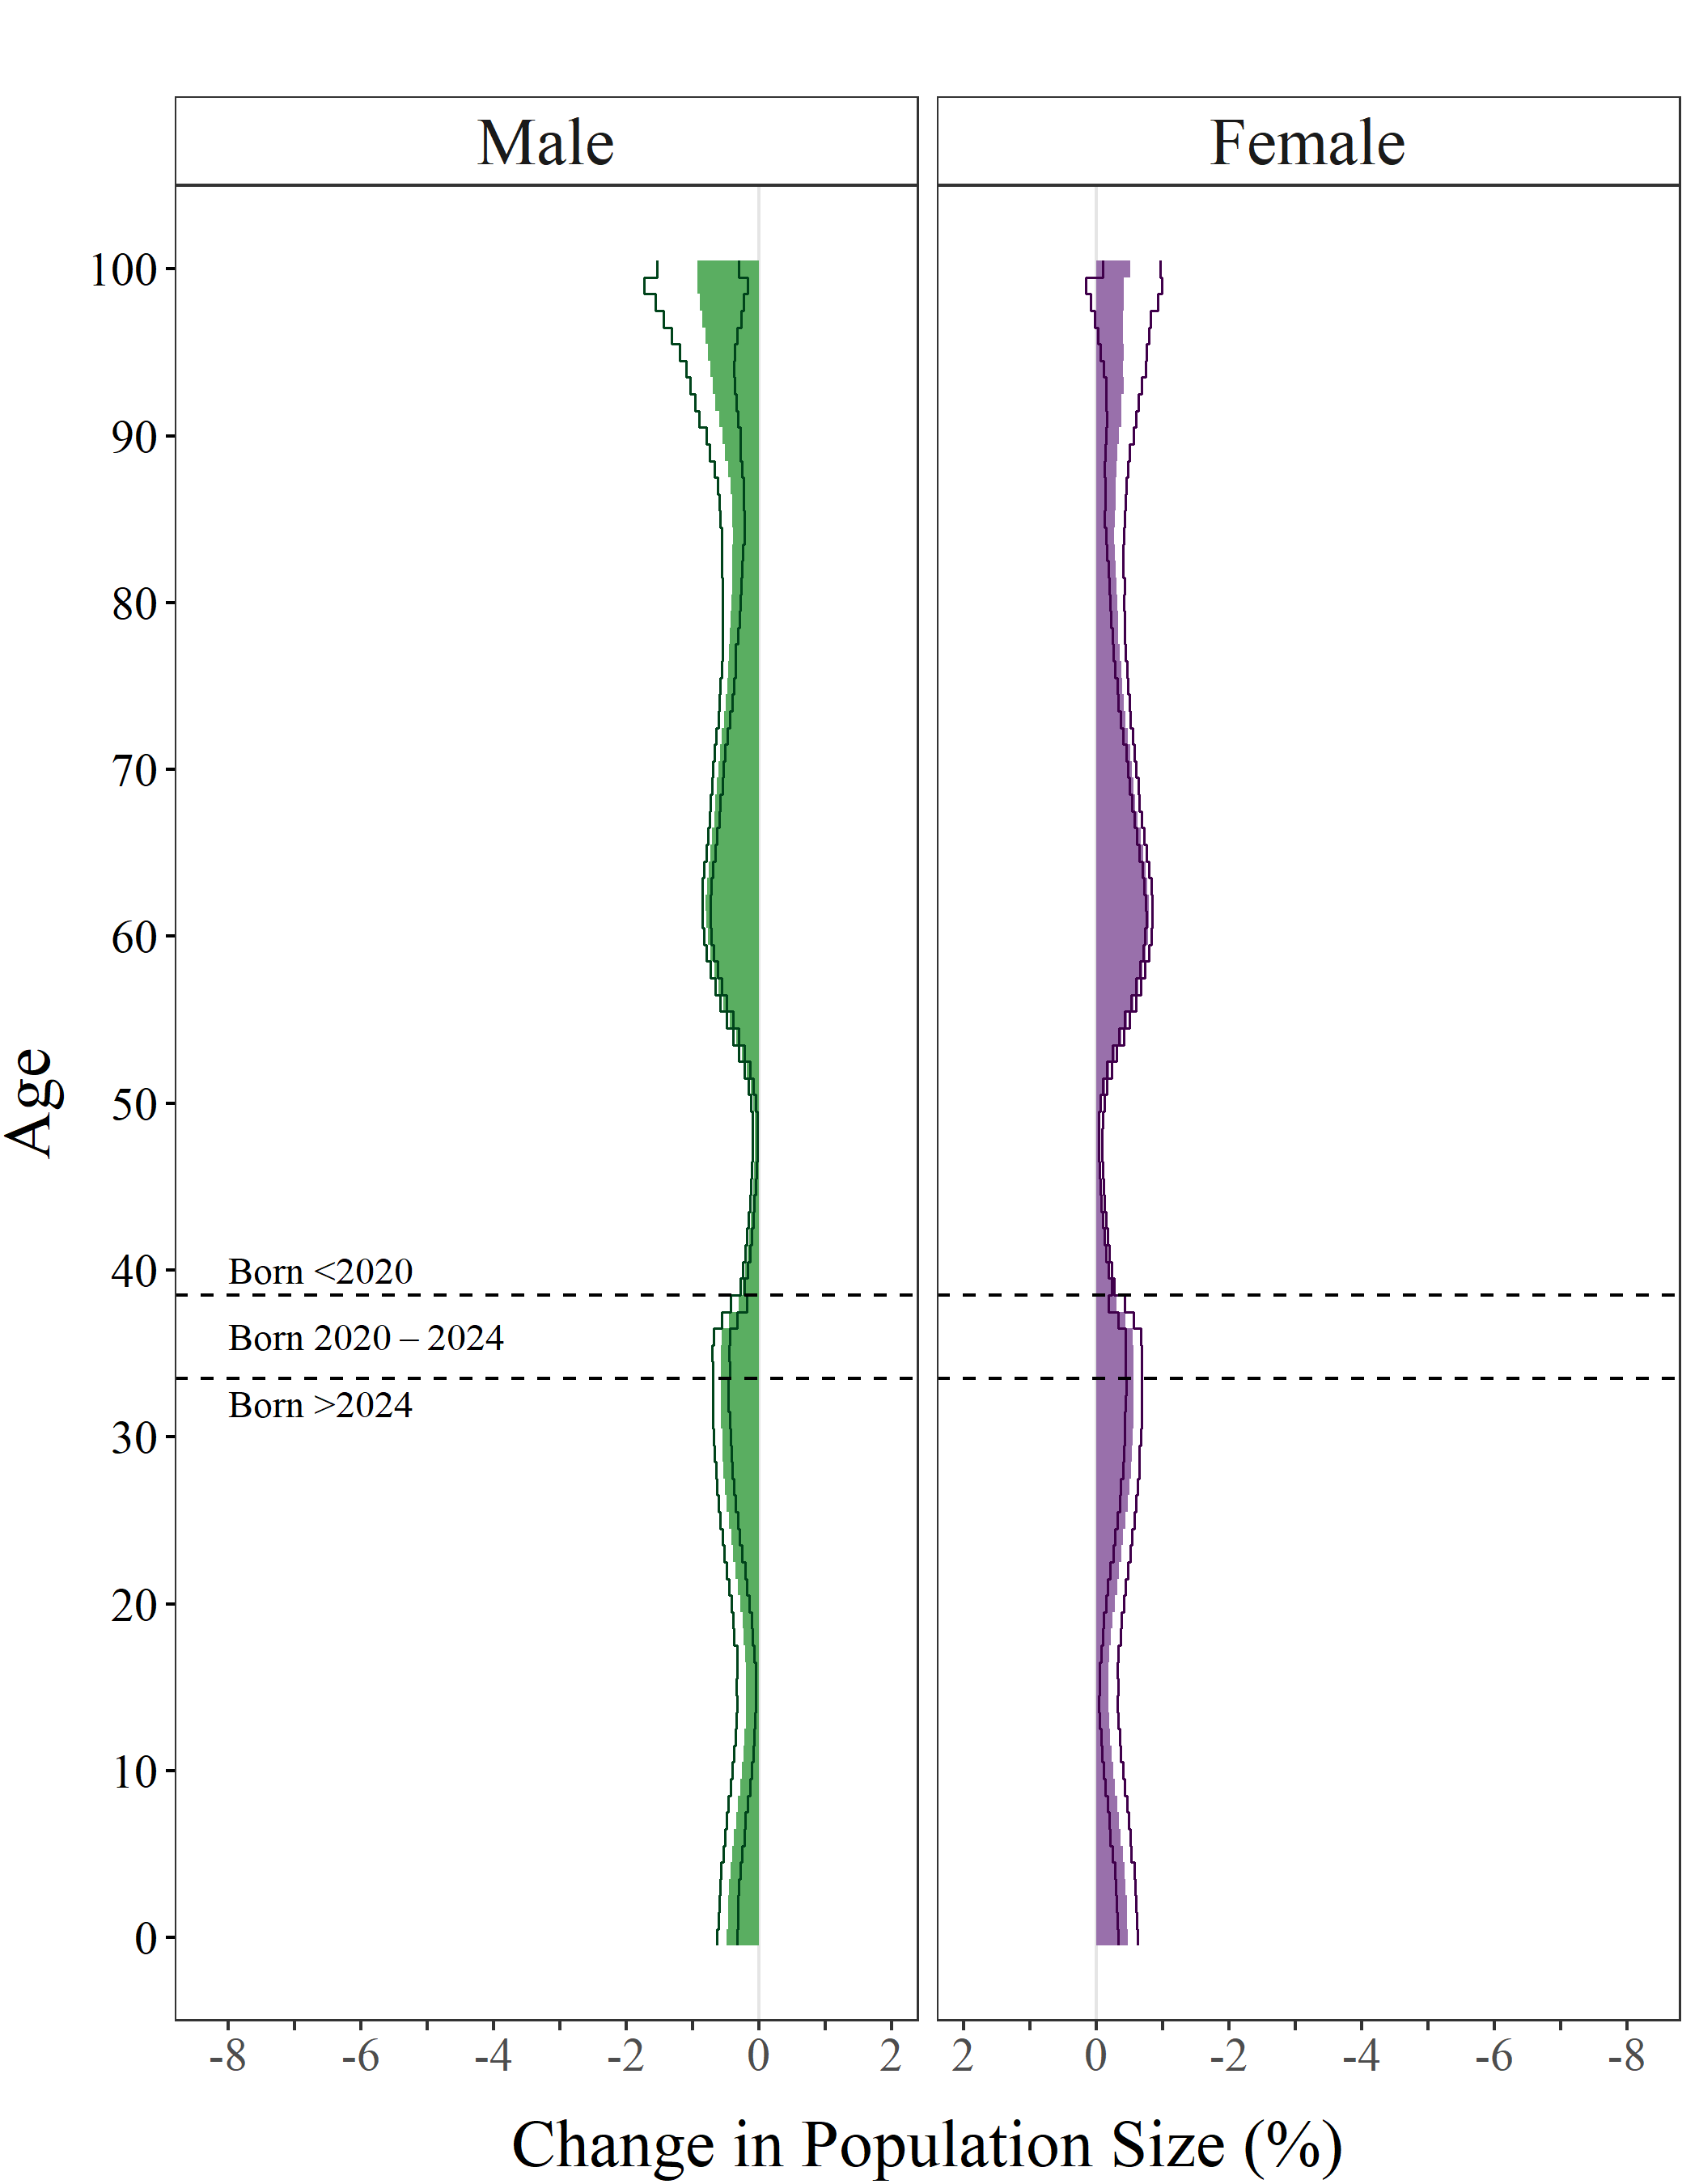 Male Female
100
90
80
70
60
50
40
30
20
10
0
Age
Born <2020
Born 2020 – 2024
Born >2024
-8 -6 -4 -2 0 2 2 0 -2 -4 -6 -8
Change in Population Size (%)